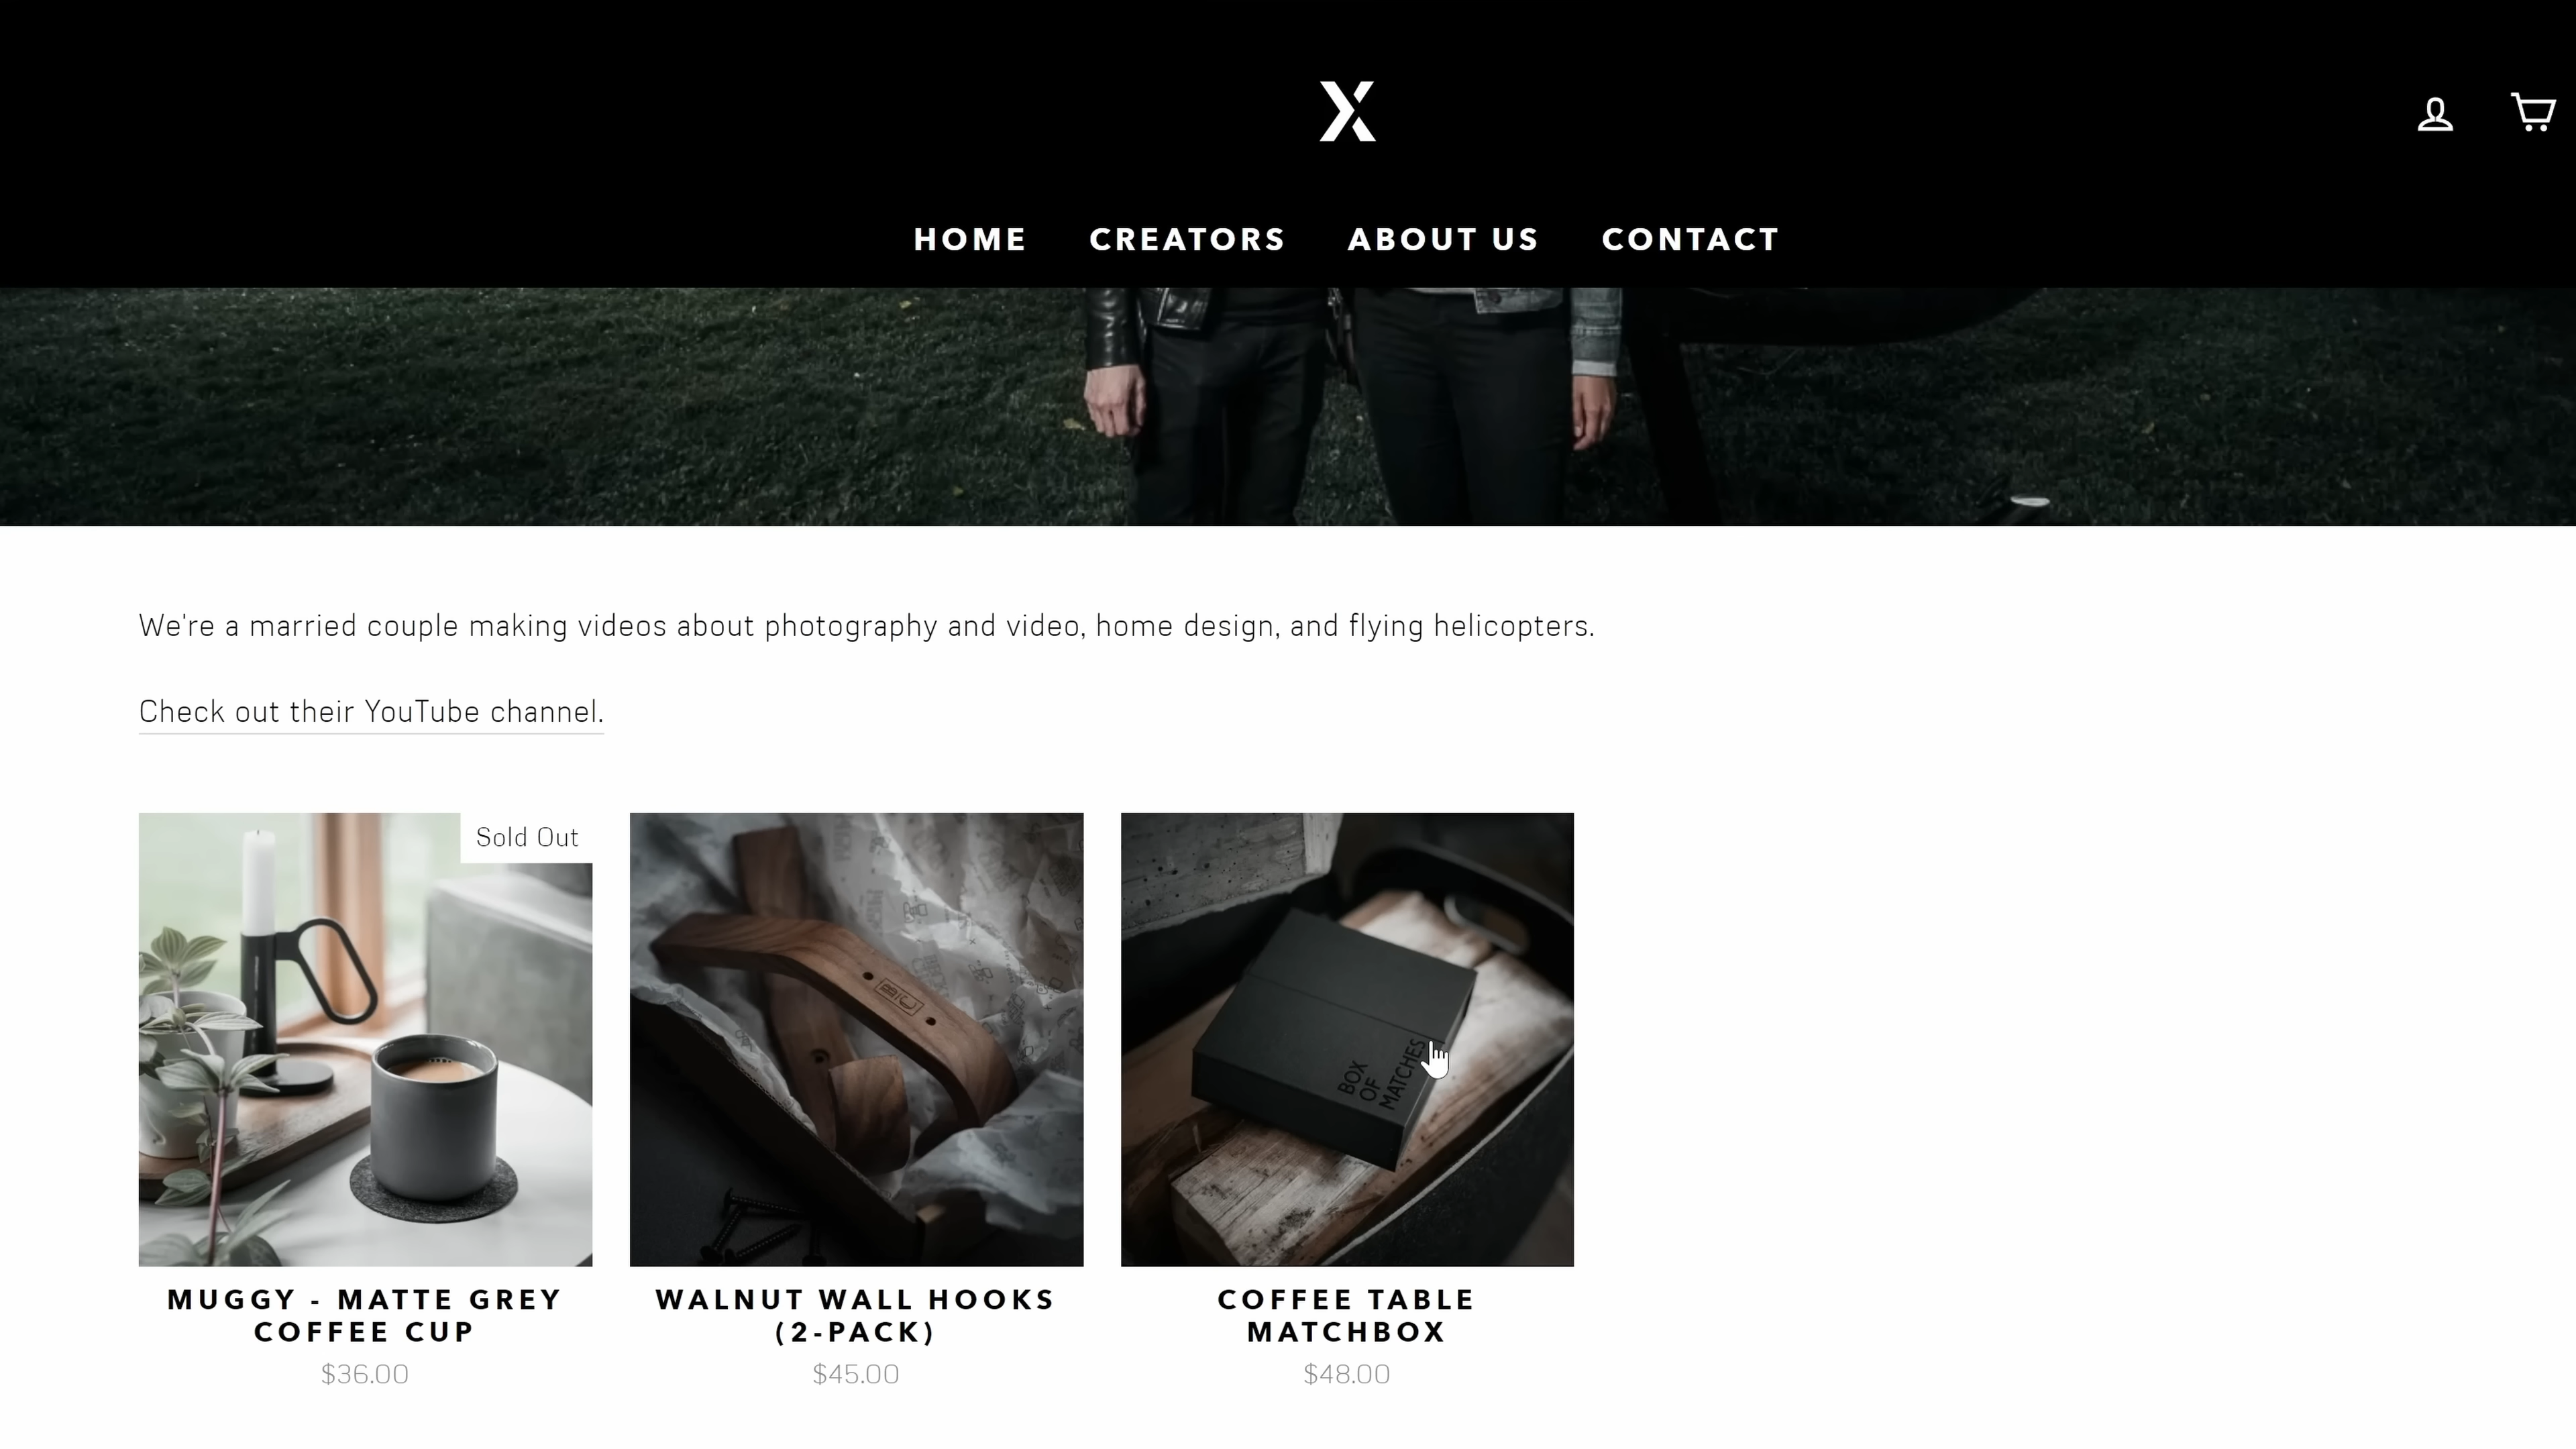 X
HOME CREATORS ABOUT US CONTACT
We're a married couple making videos about photography and video, home design, and flying helicopters.
Check out their YouTube channel.
Sold Out
BC
BOX
OF
MATCHES
MUGGY - MATTE GREY
COFFEE CUP
$36.00
WALNUT WALL HOOKS
(2-PACK)
$45.00
COFFEE TABLE
MATCHBOX
$48.00